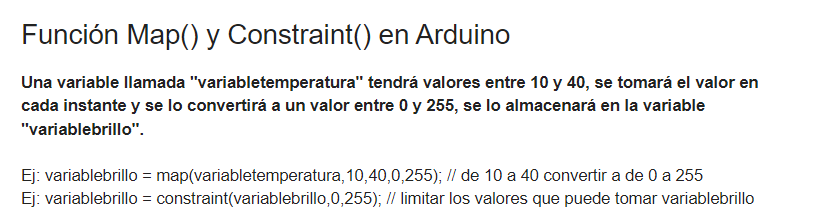 Función Map() y Constraint() en Arduino
Una variable llamada "variabletemperatura" tendrá valores entre 10 y 40, se tomará el valor en
cada instante y se lo convertirá a un valor entre 0 y 255, se lo almacenará en la variable
"variablebrillo".
Ej: variablebrillo = map(variabletemperatura,10,40,0,255); // de 10 a 40 convertir a de 0 a 255
Ej: variablebrillo = constraint(variablebrillo,0,255); // limitar los valores que puede tomar variablebrillo